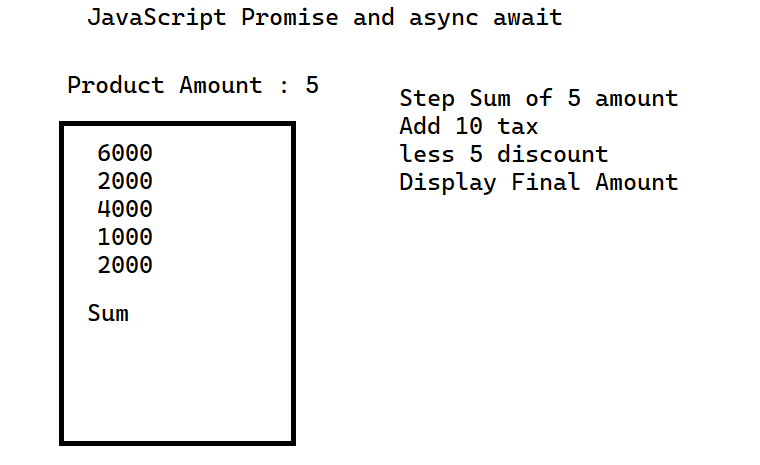 JavaScript Promise and async await
Product Amount : 5
6000
2000
4000
1000
2000
Sum
Step Sum of 5 amount
Add 10 tax
less 5 discount
Display Final Amount